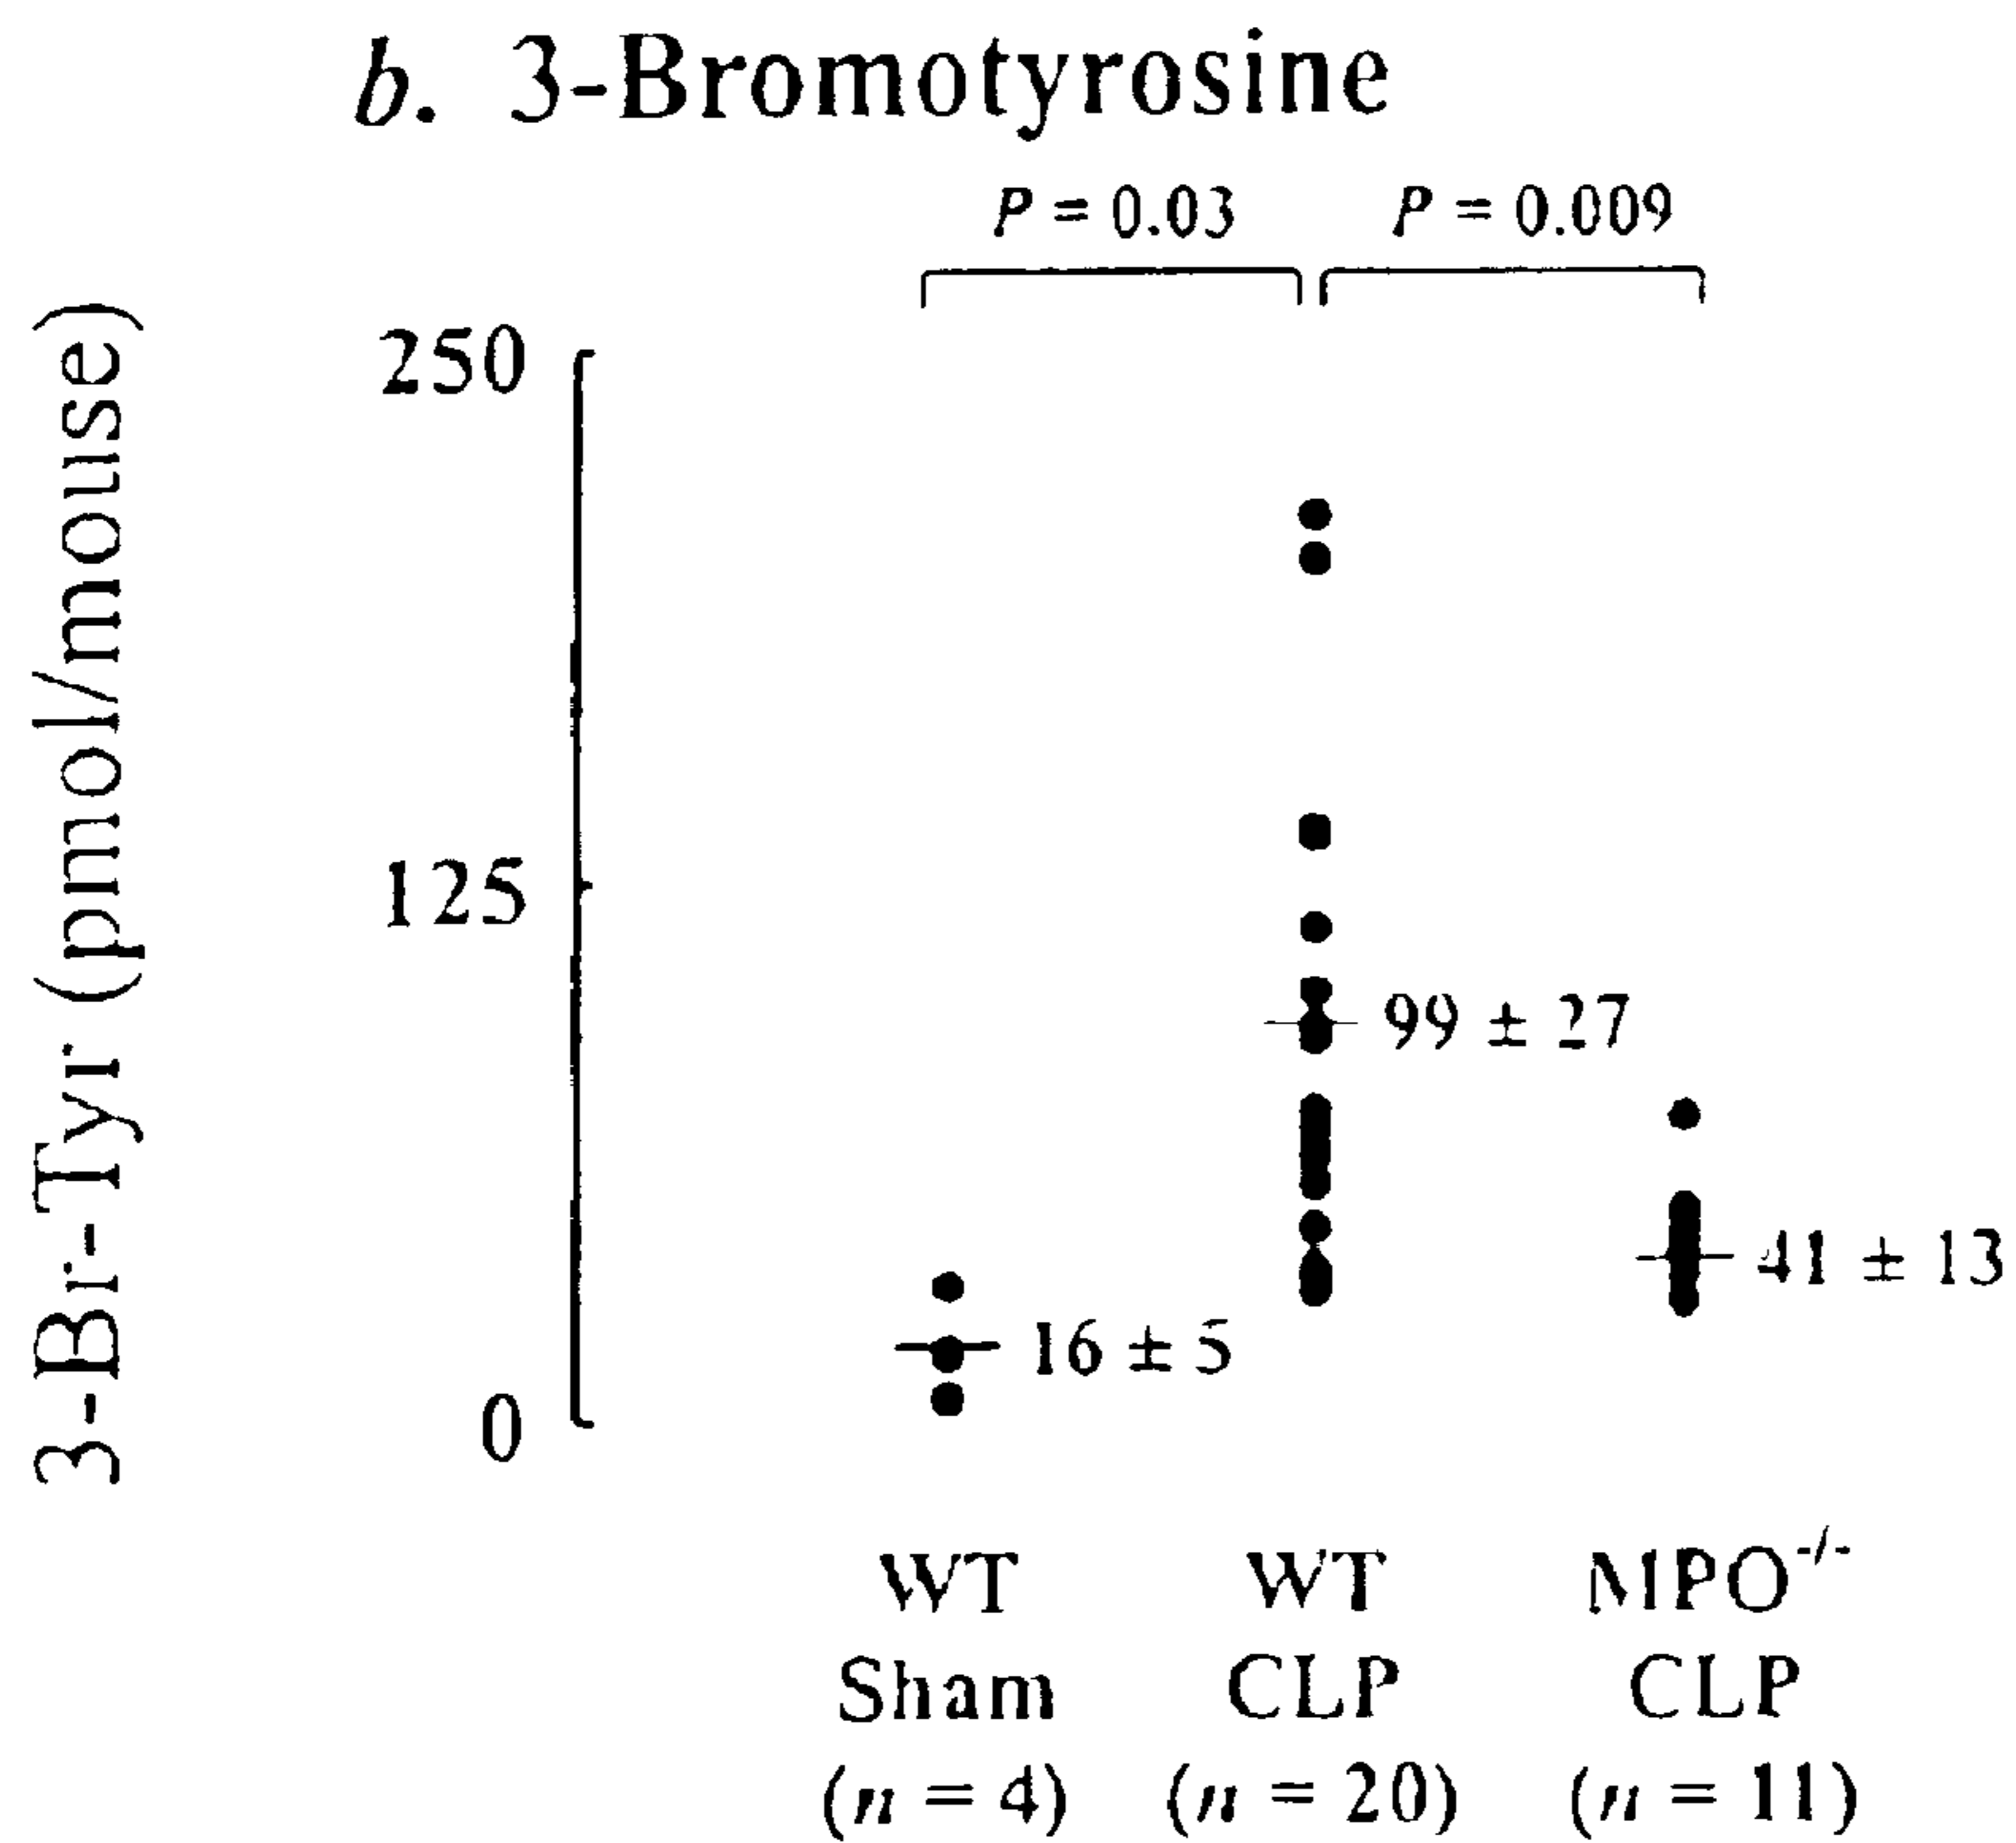 b. 3-Bromotyrosine
P = 0.03 P = 0.009
3-Br-Tyr (pmol/mouse)
250
125
0
99 ± 27
41 ± 13
16 ± 5
WT WT MPO-/-
Sham CLP CLP
(n = 4) (n = 20) (n = 11)